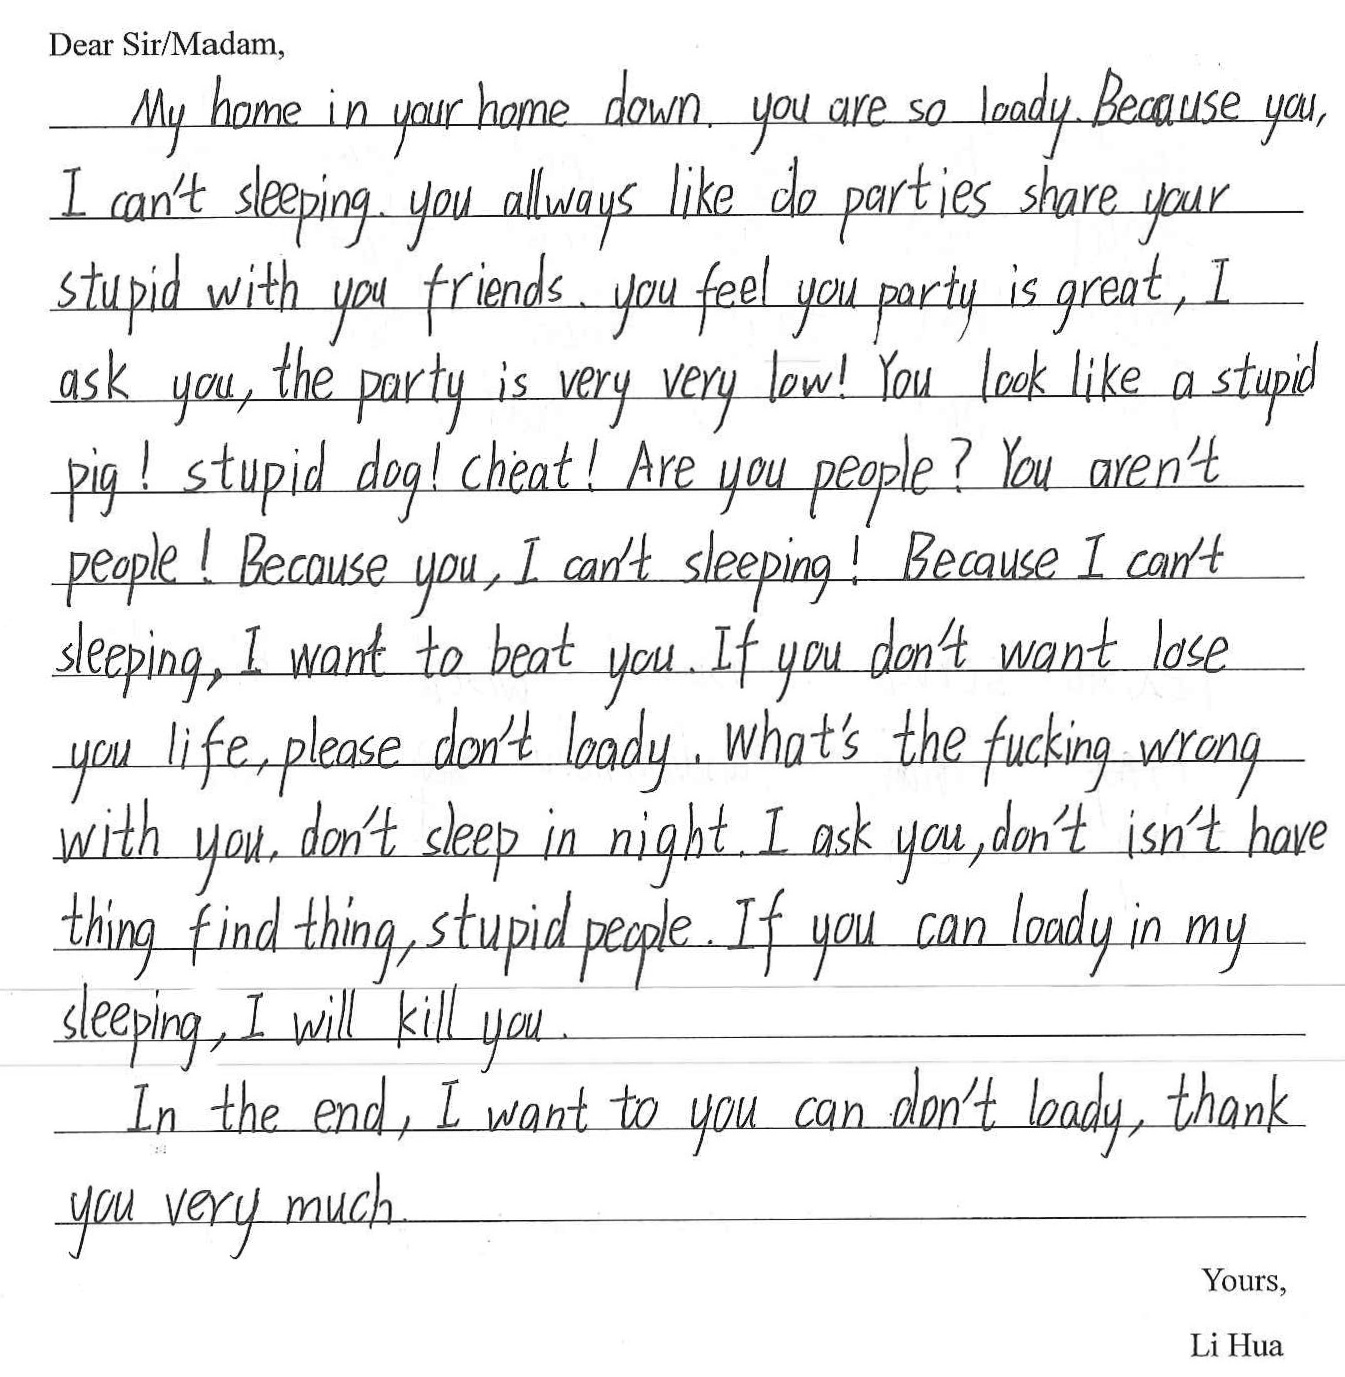 Dear Sir/Madam,
My home in your home down. you are so loady. Because you,
I can't sleeping. you allways like do parties share your
stupid with you friends. you feel you party is great, I
ask you, the party is very very low! You look like a stupid
pig! stupid dog! cheat! Are you people? You aren't
people! Because you, I can't sleeping! Because I can't
sleeping, I want to beat you. If you don't want lose
you life, please don't loady. What's the fucking wrong
with you, don't sleep in night. I ask you, don't isn't have
thing find thing, stupid people. If you can loady in my
sleeping, I will kill you.
In the end, I want to you can don't loady, thank
you very much.
Yours,
Li Hua